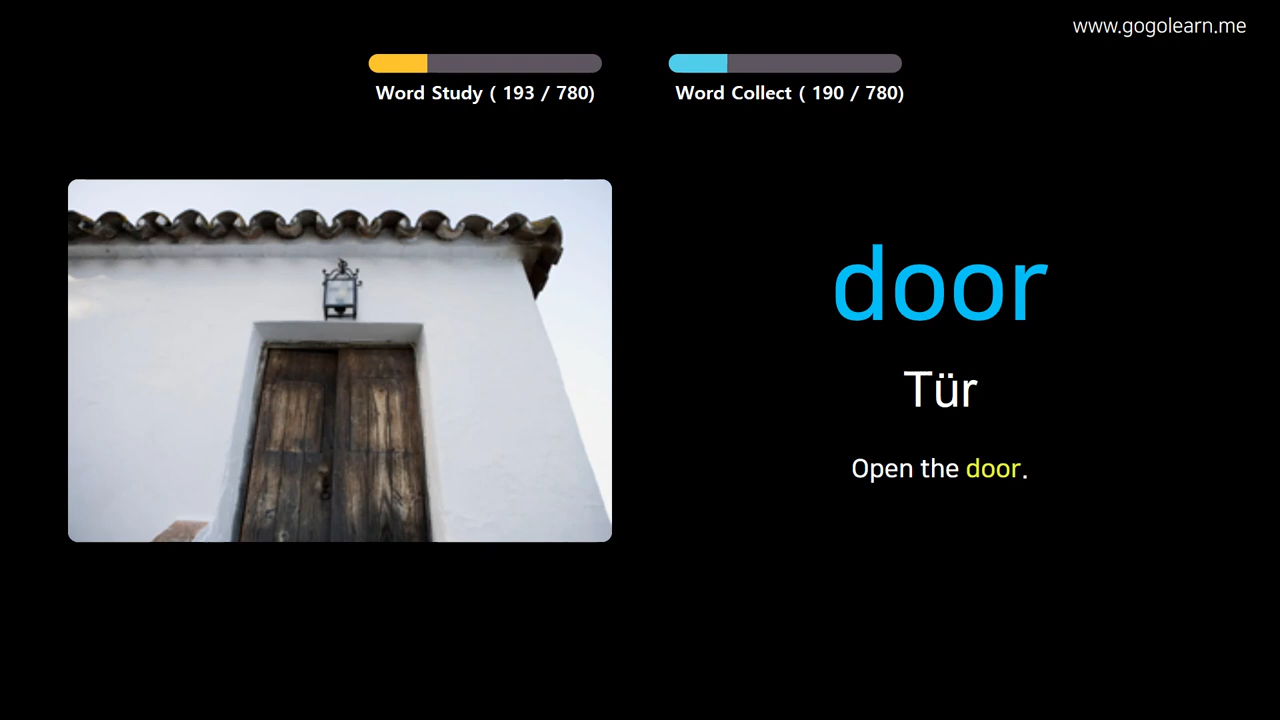 www.gogolearn.me
Word Study ( 193 / 780)
Word Collect ( 190 / 780)
door
Tür
Open the door.